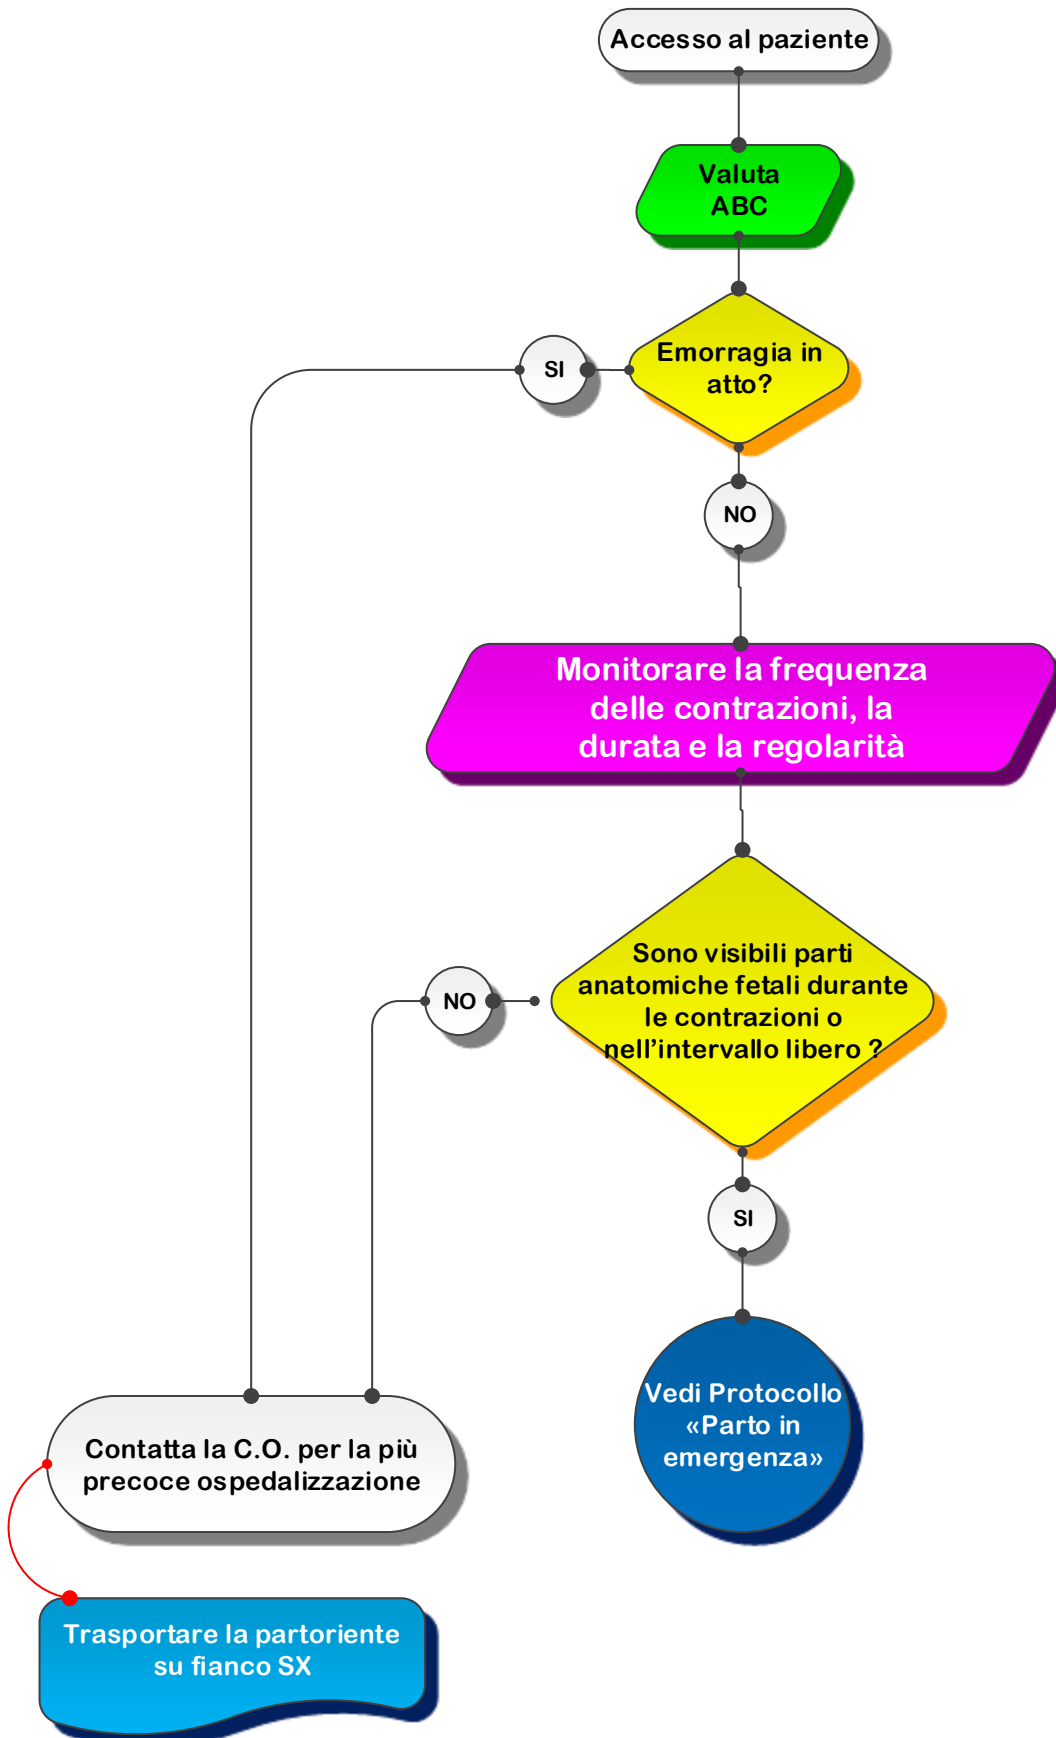 Accesso al paziente
Valuta
ABC
Emorragia in
atto?
SI
NO
Monitorare la frequenza
delle contrazioni, la
durata e la regolarità
Sono visibili parti
anatomiche fetali durante
le contrazioni o
nell'intervallo libero ?
NO
SI
Vedi Protocollo
«Parto in
emergenza»
Contatta la C.O. per la più
precoce ospedalizzazione
Trasportare la partoriente
su fianco SX